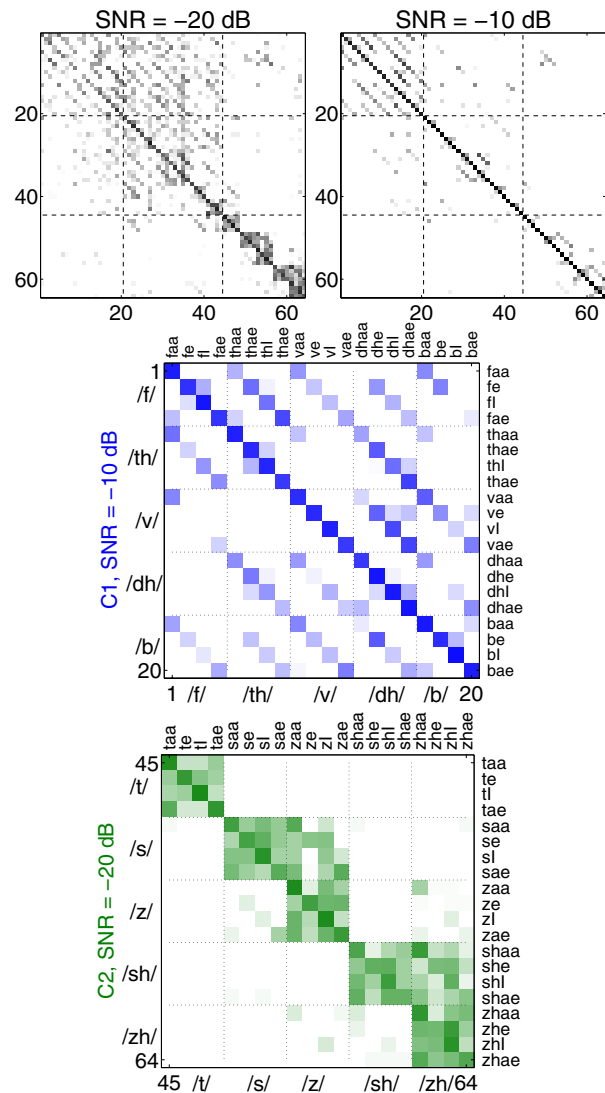 SNR = −20 dB
SNR = −10 dB
20
40
60
20 40 60
20 40 60
faa fe fI fae thaa thae thI thae vaa ve vI vae dhaa dhe dhI dhae baa be bI bae
C1, SNR = −10 dB
1
/f/
/th/
/v/
/dh/
/b/
20
faa
fe
fI
fae
thaa
thae
thI
thae
vaa
ve
vI
vae
dhaa
dhe
dhI
dhae
baa
be
bI
bae
1 /f/ /th/ /v/ /dh/ /b/ 20
taa te tI tae saa se sI sae zaa ze zI zae shaa she shI shae zhaa zhe zhI zhae
C2, SNR = −20 dB
45
/t/
/s/
/z/
/sh/
/zh/
64
taa
te
tI
tae
saa
se
sI
sae
zaa
ze
zI
zae
shaa
she
shI
shae
zhaa
zhe
zhI
zhae
45 /t/ /s/ /z/ /sh/ /zh/ 64